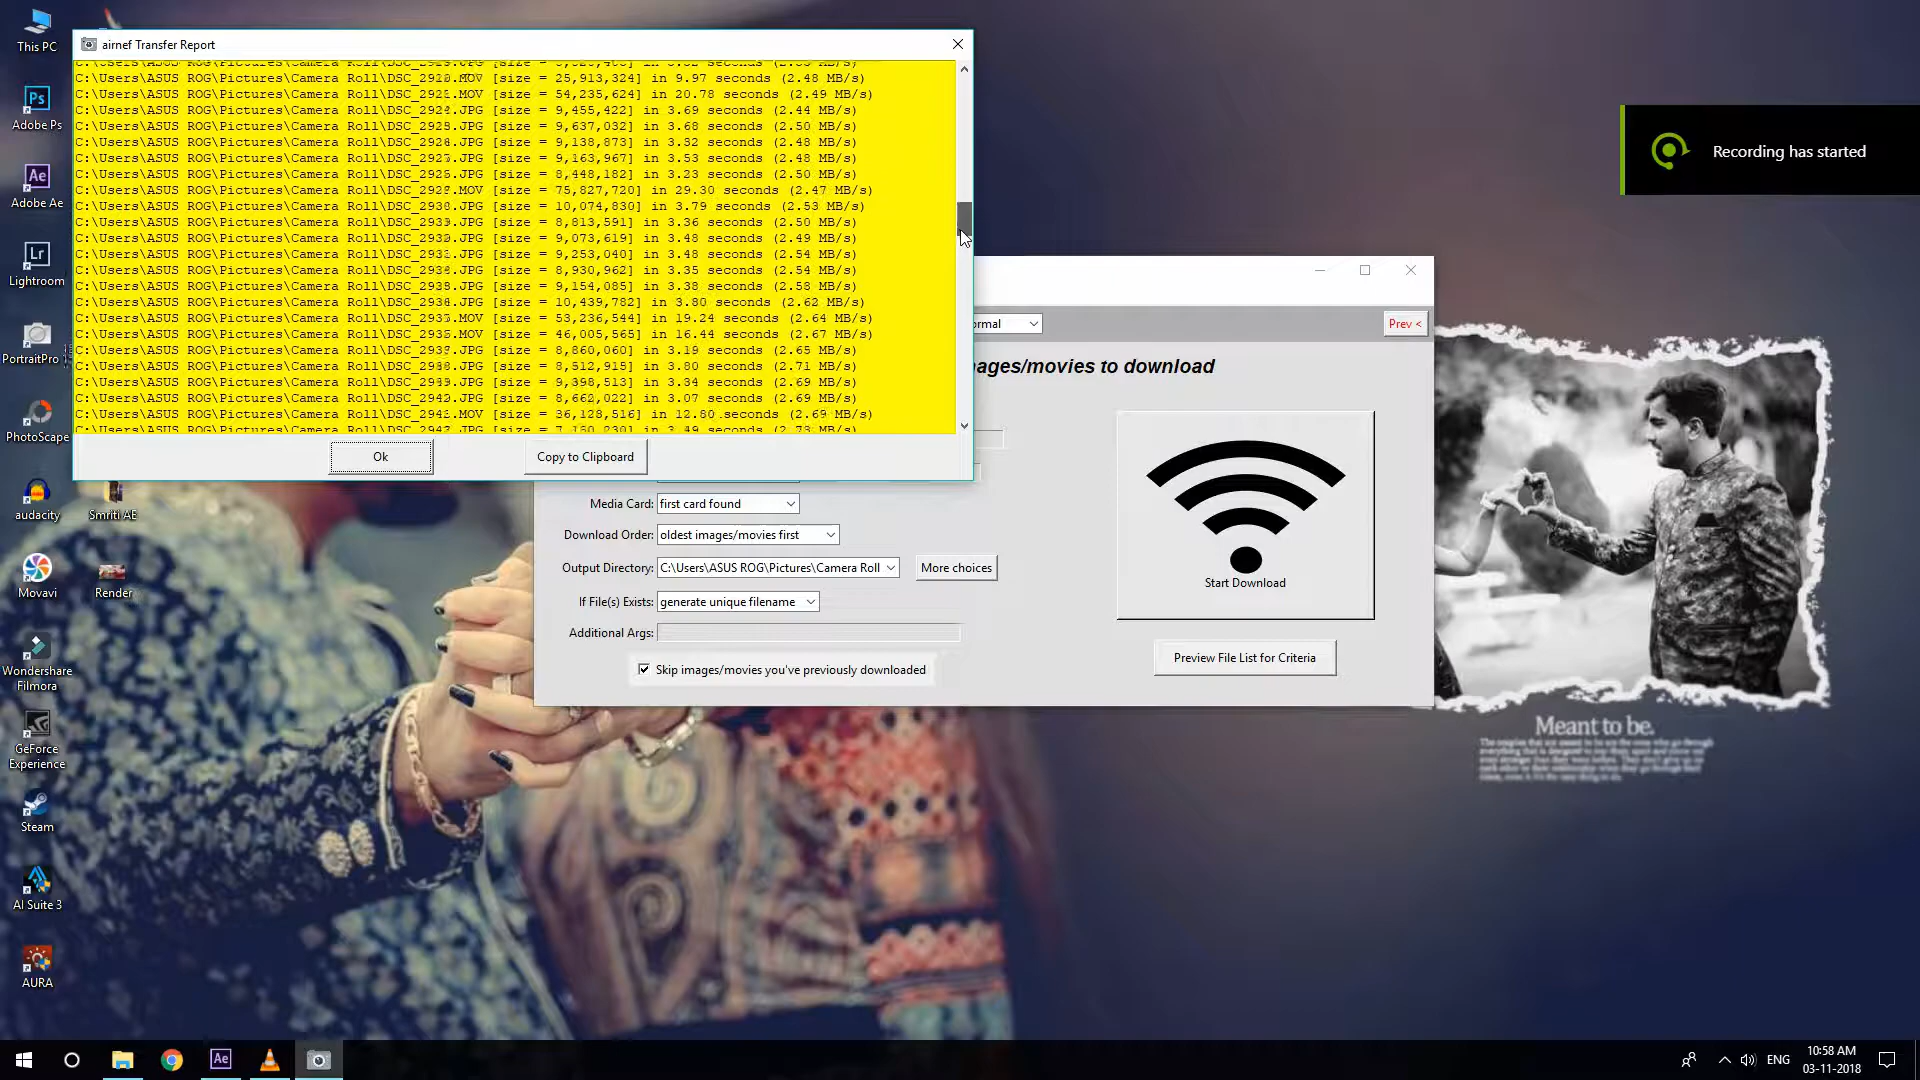 This PC
Adobe Ps
Adobe Ae
Lightroom
PortraitPro
PhotoScape
audacity
Smriti AE
Movavi
Render
Wondershare
Filmora
GeForce
Experience
Steam
AI Suite 3
AURA
airnef Transfer Report
C:\Users\ASUS ROG\Pictures\Camera Roll\ .MOV [size = 25,913,324] in 9.97 seconds (2.48 MB/s)
C:\Users\ASUS ROG\Pictures\Camera Roll\ .MOV [size = 54,235,624] in 20.78 seconds (2.49 MB/s)
C:\Users\ASUS ROG\Pictures\Camera Roll\ .JPG [size = 9,455,422] in 3.69 seconds (2.44 MB/s)
C:\Users\ASUS ROG\Pictures\Camera Roll\ .JPG [size = 9,637,032] in 3.68 seconds (2.50 MB/s)
C:\Users\ASUS ROG\Pictures\Camera Roll\ .JPG [size = 9,138,873] in 3.32 seconds (2.48 MB/s)
C:\Users\ASUS ROG\Pictures\Camera Roll\ .JPG [size = 9,163,967] in 3.53 seconds (2.48 MB/s)
C:\Users\ASUS ROG\Pictures\Camera Roll\ .JPG [size = 8,448,182] in 3.23 seconds (2.50 MB/s)
C:\Users\ASUS ROG\Pictures\Camera Roll\ .MOV [size = 75,827,720] in 29.30 seconds (2.47 MB/s)
C:\Users\ASUS ROG\Pictures\Camera Roll\ .JPG [size = 10,074,830] in 3.79 seconds (2.53 MB/s)
C:\Users\ASUS ROG\Pictures\Camera Roll\ .JPG [size = 8,813,591] in 3.36 seconds (2.50 MB/s)
C:\Users\ASUS ROG\Pictures\Camera Roll\ .JPG [size = 9,073,619] in 3.48 seconds (2.49 MB/s)
C:\Users\ASUS ROG\Pictures\Camera Roll\ .JPG [size = 9,253,040] in 3.48 seconds (2.54 MB/s)
C:\Users\ASUS ROG\Pictures\Camera Roll\ .JPG [size = 8,930,962] in 3.35 seconds (2.54 MB/s)
C:\Users\ASUS ROG\Pictures\Camera Roll\ .JPG [size = 9,154,085] in 3.38 seconds (2.58 MB/s)
C:\Users\ASUS ROG\Pictures\Camera Roll\ .JPG [size = 10,439,782] in 3.80 seconds (2.62 MB/s)
C:\Users\ASUS ROG\Pictures\Camera Roll\ .MOV [size = 53,236,544] in 19.24 seconds (2.64 MB/s)
C:\Users\ASUS ROG\Pictures\Camera Roll\ .MOV [size = 46,005,565] in 16.44 seconds (2.67 MB/s)
C:\Users\ASUS ROG\Pictures\Camera Roll\ .JPG [size = 8,860,060] in 3.19 seconds (2.65 MB/s)
C:\Users\ASUS ROG\Pictures\Camera Roll\ .JPG [size = 8,512,915] in 3.80 seconds (2.71 MB/s)
C:\Users\ASUS ROG\Pictures\Camera Roll\ .JPG [size = 9,398,513] in 3.34 seconds (2.69 MB/s)
C:\Users\ASUS ROG\Pictures\Camera Roll\ .JPG [size = 8,662,022] in 3.07 seconds (2.69 MB/s)
C:\Users\ASUS ROG\Pictures\Camera Roll\ .MOV [size = 36,128,516] in 12.80 seconds (2.69 MB/s)
Ok
Copy to Clipboard
Recording has started
Prev <
ages/movies to download
Media Card: first card found
Download Order: oldest images/movies first
Output Directory: C:\Users\ASUS ROG\Pictures\Camera Roll More choices
If File(s) Exists: generate unique filename
Additional Args:
Skip images/movies you've previously downloaded
Start Download
Preview File List for Criteria
Meant to be.
Ae
ENG
10:58 AM
03-11-2018